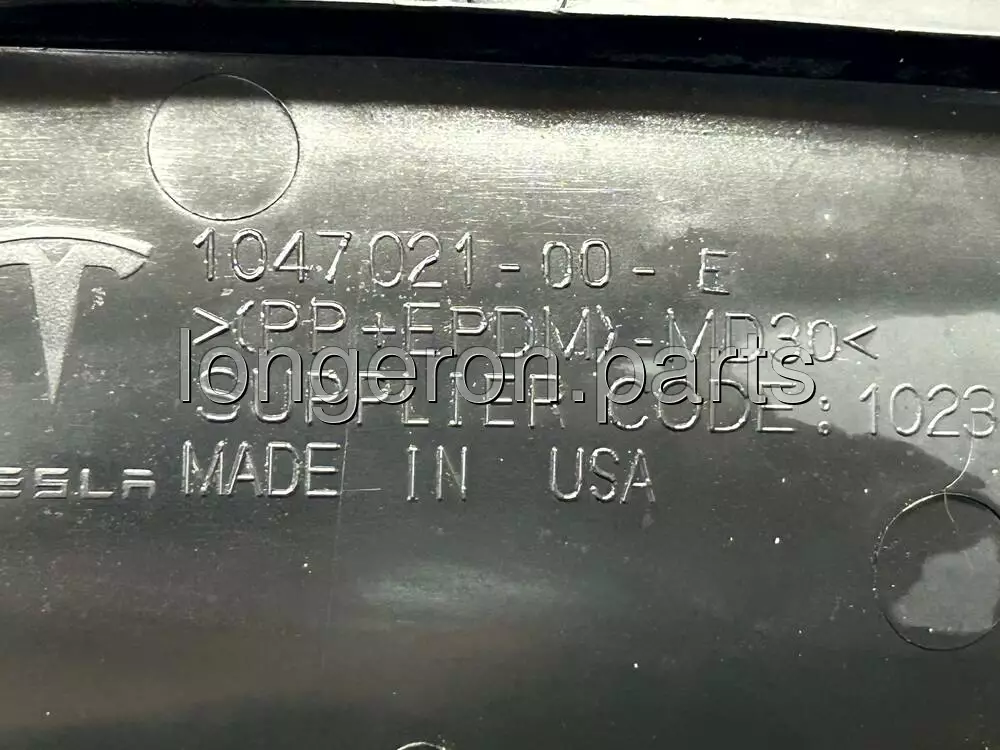 1047021-00-E
>(PP+EPDM)-MD30<
longeron.parts
SUPPLIER CODE: 1023
TESLA MADE IN USA